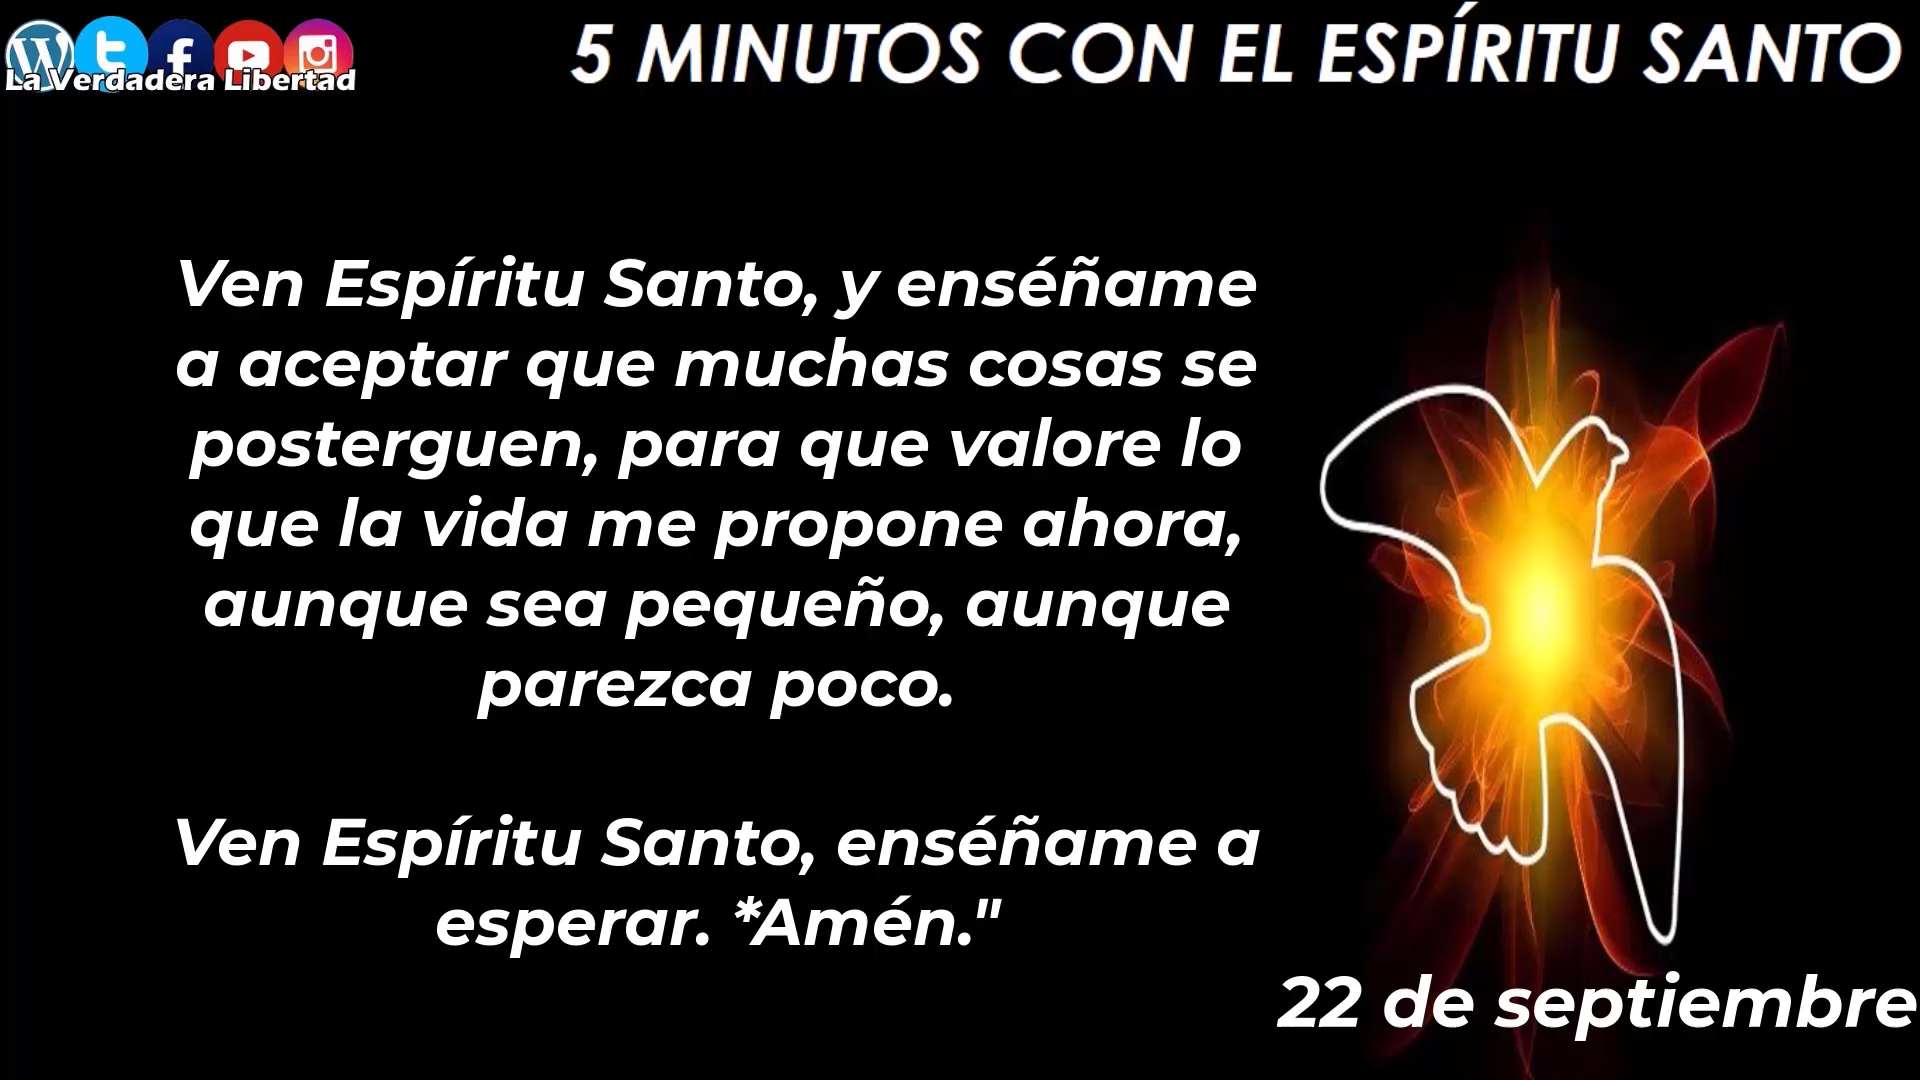 La Verdadera Libertad
5 MINUTOS CON EL ESPÍRITU SANTO
Ven Espíritu Santo, y enséñame
a aceptar que muchas cosas se
posterguen, para que valore lo
que la vida me propone ahora,
aunque sea pequeño, aunque
parezca poco.
Ven Espíritu Santo, enséñame a
esperar. *Amén."
22 de septiembre